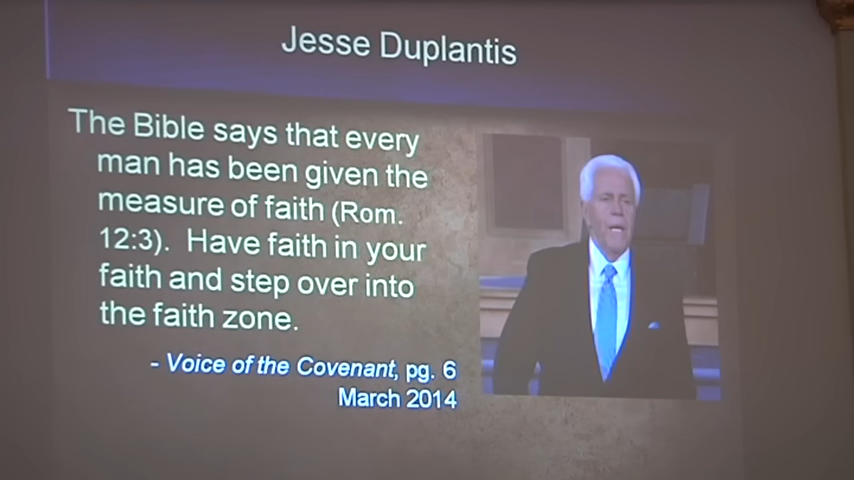 Jesse Duplantis
The Bible says that every
man has been given the
measure of faith (Rom.
12:3). Have faith in your
faith and step over into
the faith zone.
- Voice of the Covenant, pg. 6
March 2014